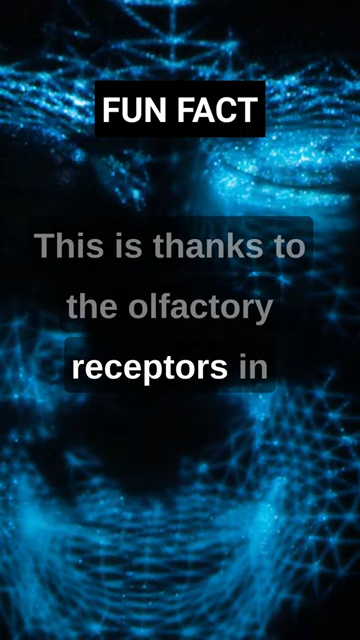 FUN FACT
This is thanks to
the olfactory
receptors in